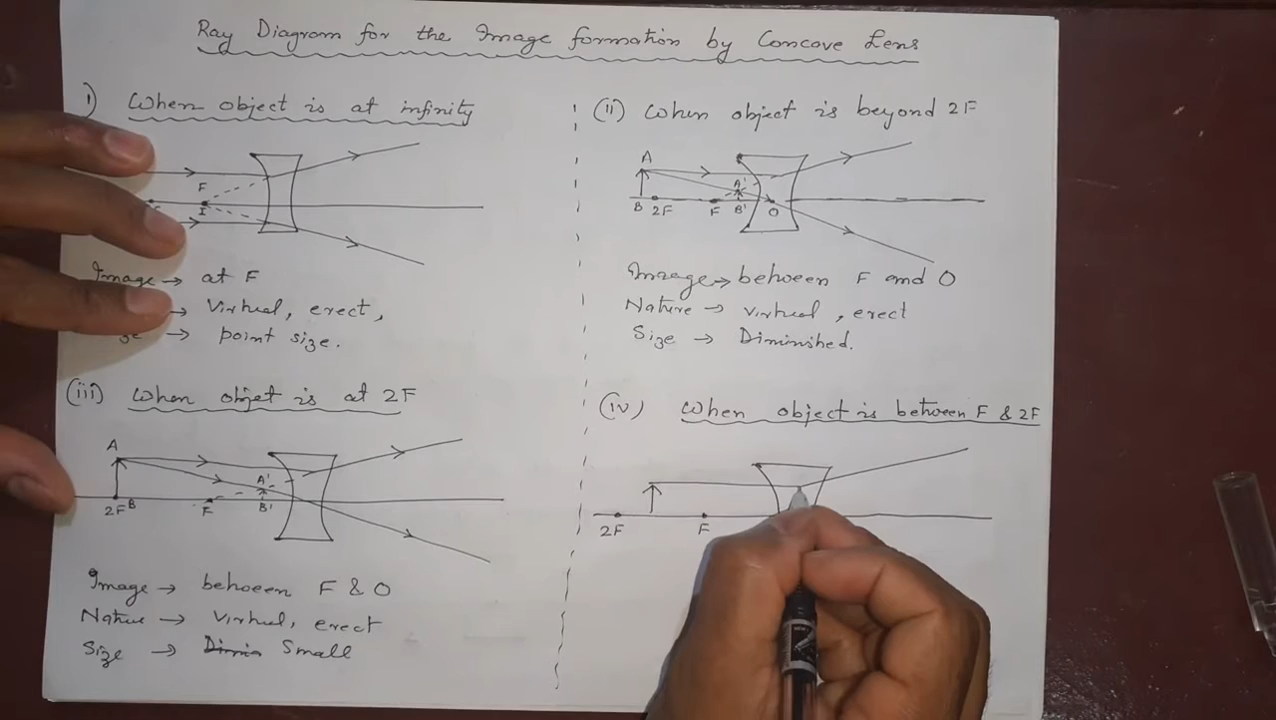 Ray Diagram for the Image formation by Concave Lens
i) When object is at infinity
F
I
Image → at F
→ Virtual, erect,
→ point size.
(ii) When object is beyond 2F
A
A'
B 2F F B' O
Image → between F and O
Nature → virtual, erect
Size → Diminished.
(iii) When objet is at 2F
A
A'
2F B F B'
Image → between F & O
Nature → Virtual, erect
Size → Small
(iv) When object is between F & 2F
2F F